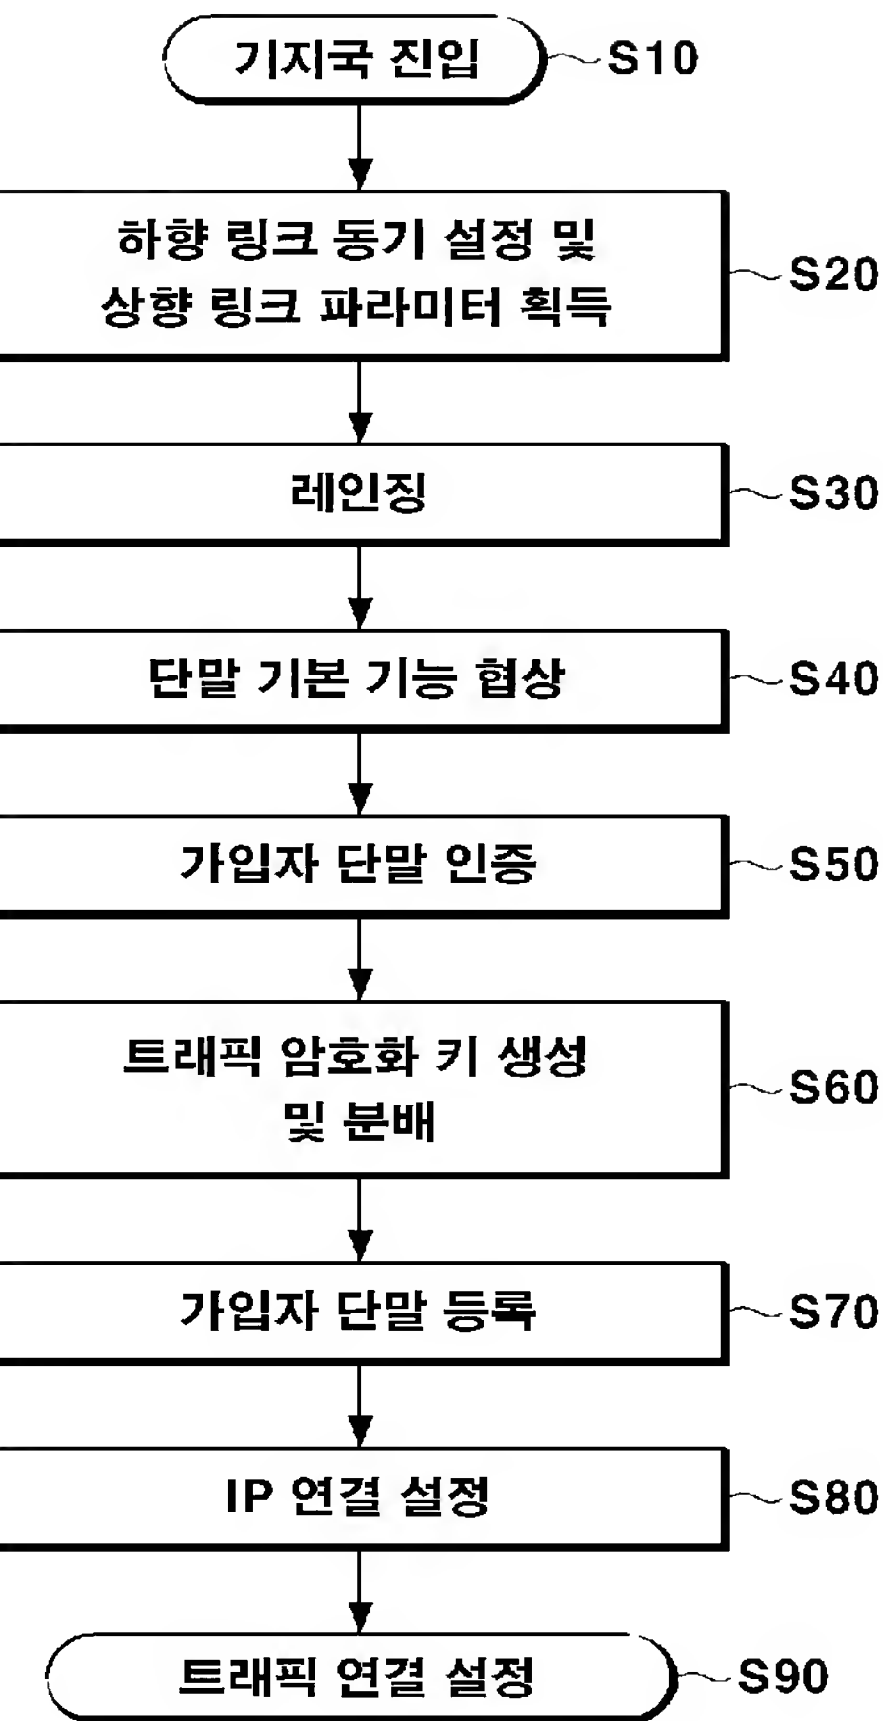 기지국 진입 S10
하향 링크 동기 설정 및
상향 링크 파라미터 획득 S20
레인징 S30
단말 기본 기능 협상 S40
가입자 단말 인증 S50
트래픽 암호화 키 생성
및 분배 S60
가입자 단말 등록 S70
IP 연결 설정 S80
트래픽 연결 설정 S90